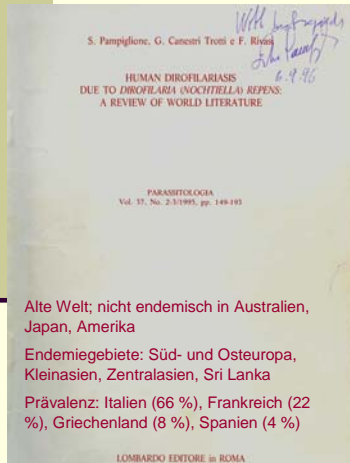 With best regards
6.9.96
S. Pampiglione, G. Canestri Trotti e F. Rivasi
HUMAN DIROFILARIASIS
DUE TO DIROFILARIA (NOCHTIELLA) REPENS:
A REVIEW OF WORLD LITERATURE
PARASSITOLOGIA
Vol. 37, No. 2-3/1995, pp. 149-193
Alte Welt; nicht endemisch in Australien,
Japan, Amerika
Endemiegebiete: Süd- und Osteuropa,
Kleinasien, Zentralasien, Sri Lanka
Prävalenz: Italien (66 %), Frankreich (22
%), Griechenland (8 %), Spanien (4 %)
LOMBARDO EDITORE in ROMA